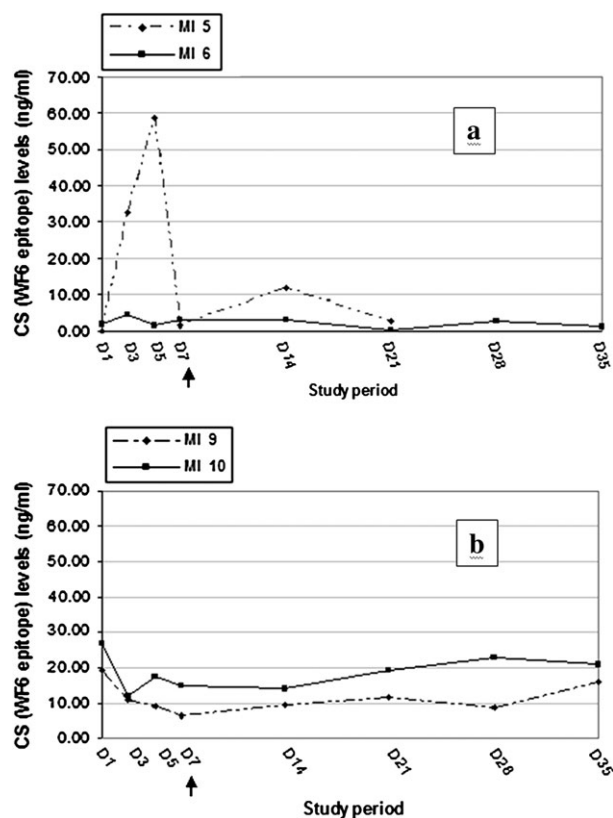 MI 5
MI 6
CS (WF6 epitope) levels (ng/ml)
70.00
60.00
50.00
40.00
30.00
20.00
10.00
0.00
a
D1
D3
D5
D7
D14
D21
D28
D35
Study period
MI 9
MI 10
CS (WF6 epitope) levels (ng/ml)
70.00
60.00
50.00
40.00
30.00
20.00
10.00
0.00
b
D1
D3
D5
D7
D14
D21
D28
D35
Study period